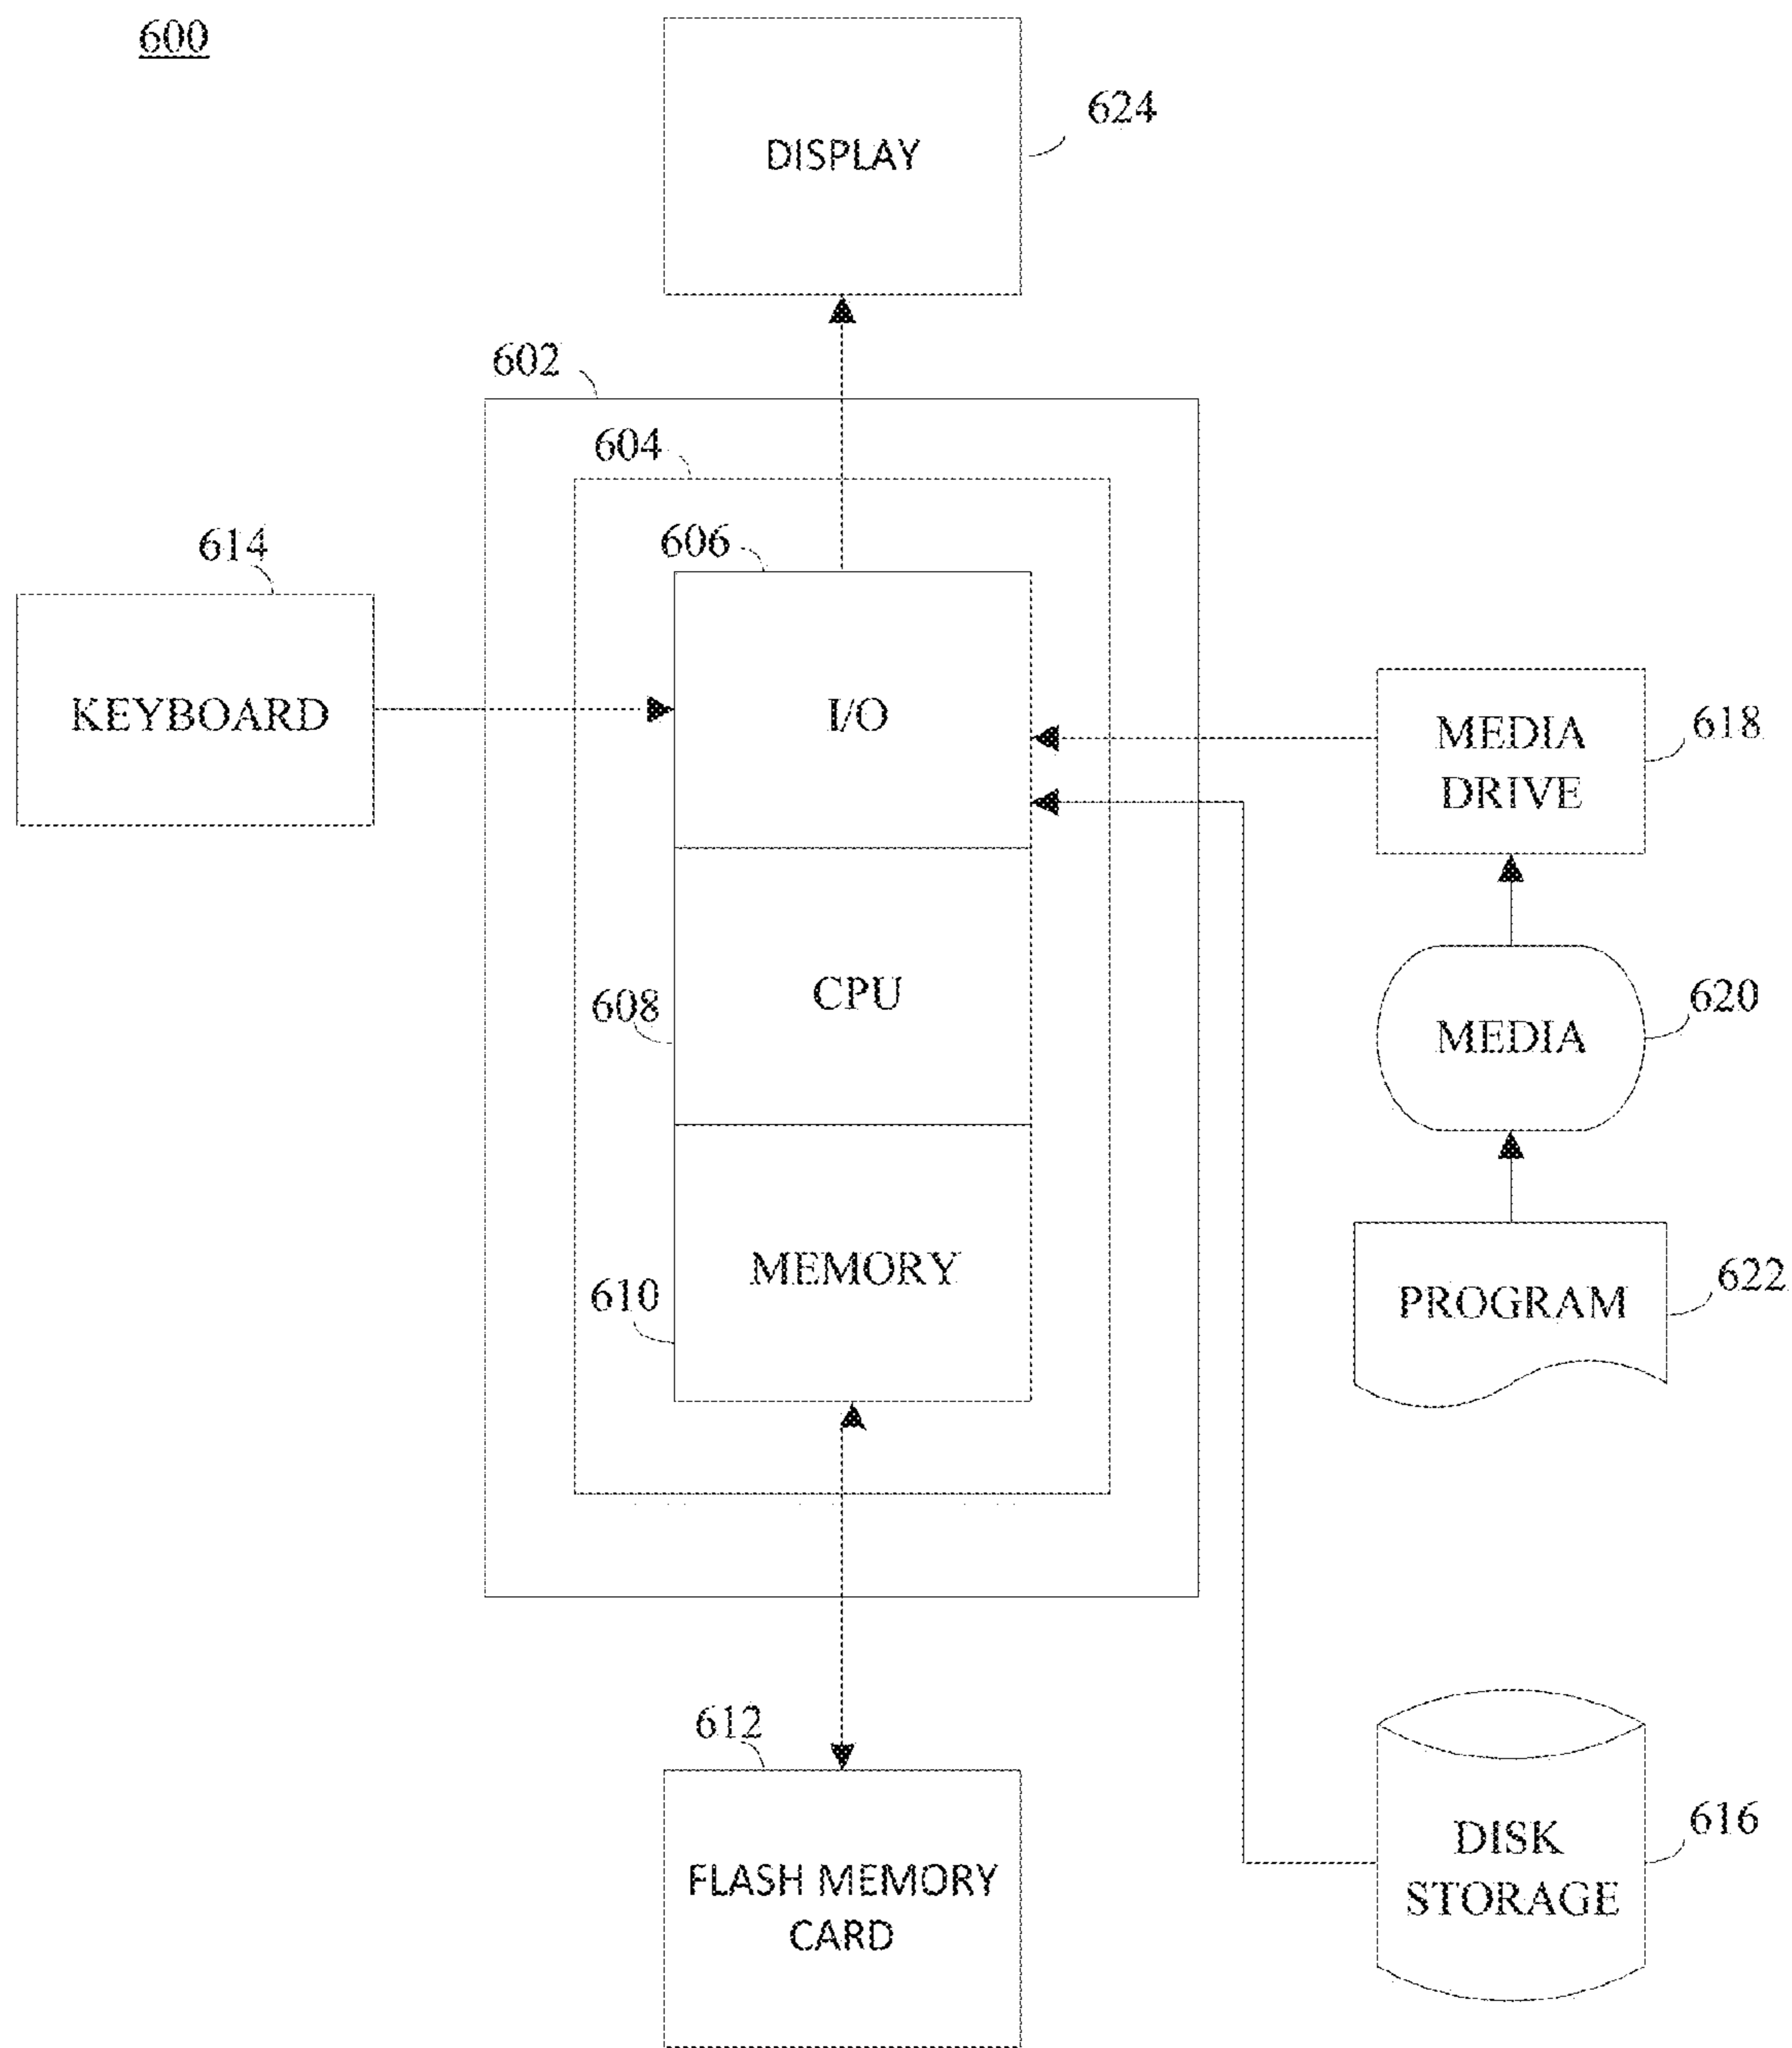 600
DISPLAY
624
602
604
606
614
KEYBOARD
I/O
MEDIA
DRIVE
618
CPU
608
MEDIA
620
MEMORY
610
PROGRAM
622
612
FLASH MEMORY
CARD
DISK
STORAGE
616